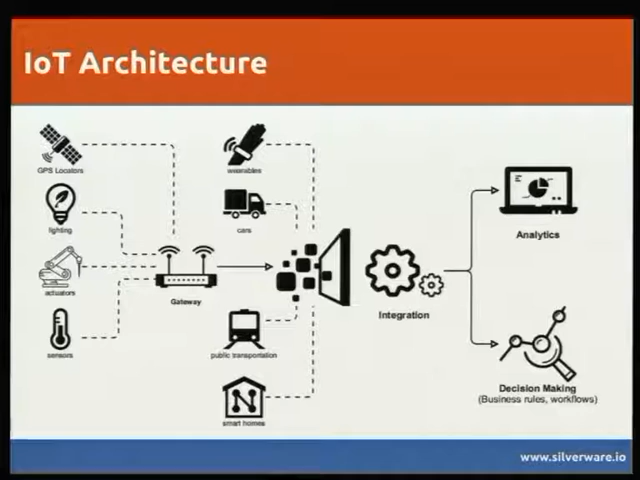 IoT Architecture
GPS Locators
wearables
lighting
cars
actuators
Gateway
sensors
public transportation
smart homes
Integration
Analytics
Decision Making
(Business rules, workflows)
www.silverware.io